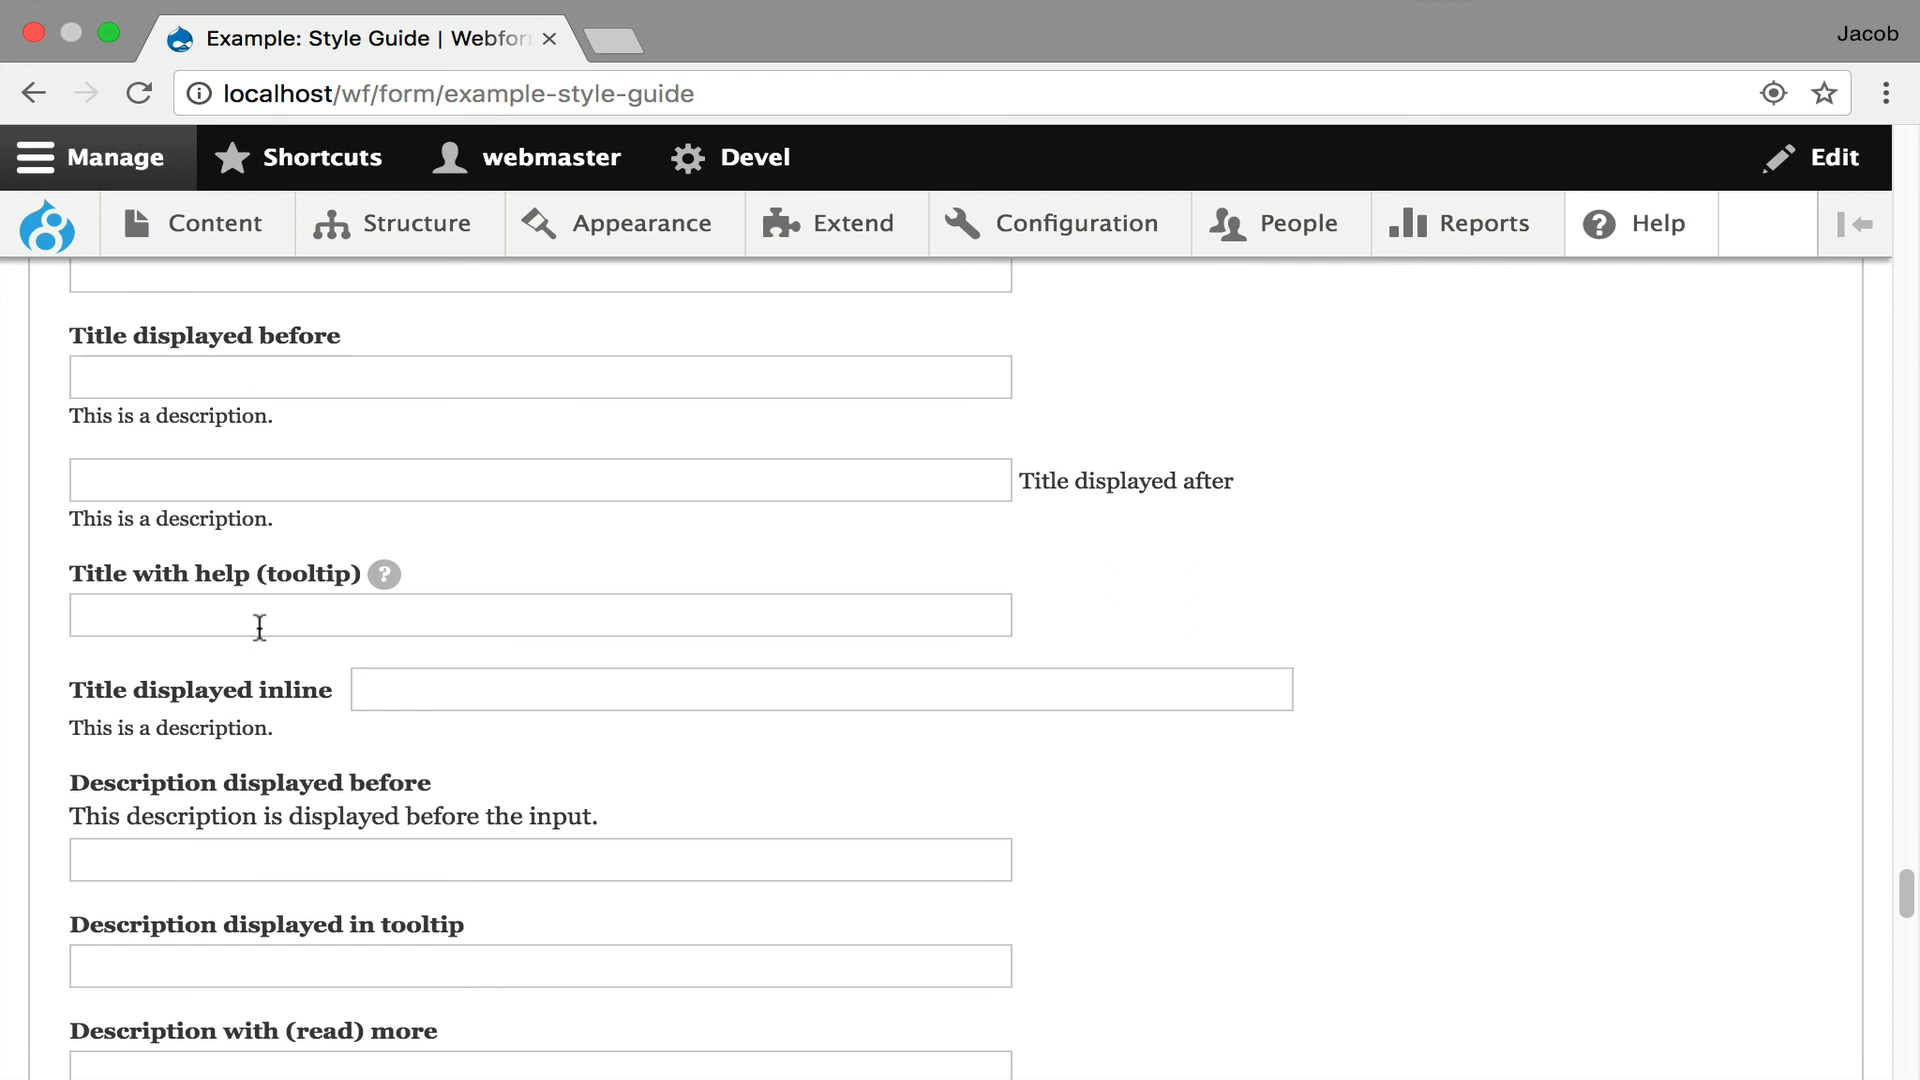 Example: Style Guide | Webfor
Jacob
localhost/wf/form/example-style-guide
Manage
Shortcuts
webmaster
Devel
Edit
Content
Structure
Appearance
Extend
Configuration
People
Reports
Help
Title displayed before
This is a description.
Title displayed after
This is a description.
Title with help (tooltip) ?
Title displayed inline
This is a description.
Description displayed before
This description is displayed before the input.
Description displayed in tooltip
Description with (read) more